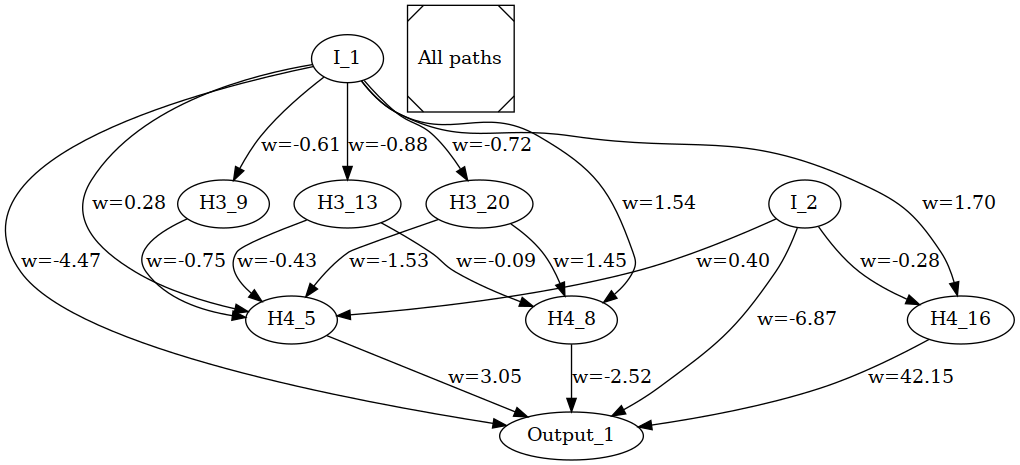 I_1
All paths
w=-0.61
w=-0.88
w=-0.72
w=0.28
H3_9
H3_13
H3_20
w=1.54
I_2
w=1.70
w=-4.47
w=-0.75
w=-0.43
w=-1.53
w=-0.09
w=1.45
w=0.40
w=-0.28
H4_5
H4_8
w=-6.87
H4_16
w=3.05
w=-2.52
w=42.15
Output_1